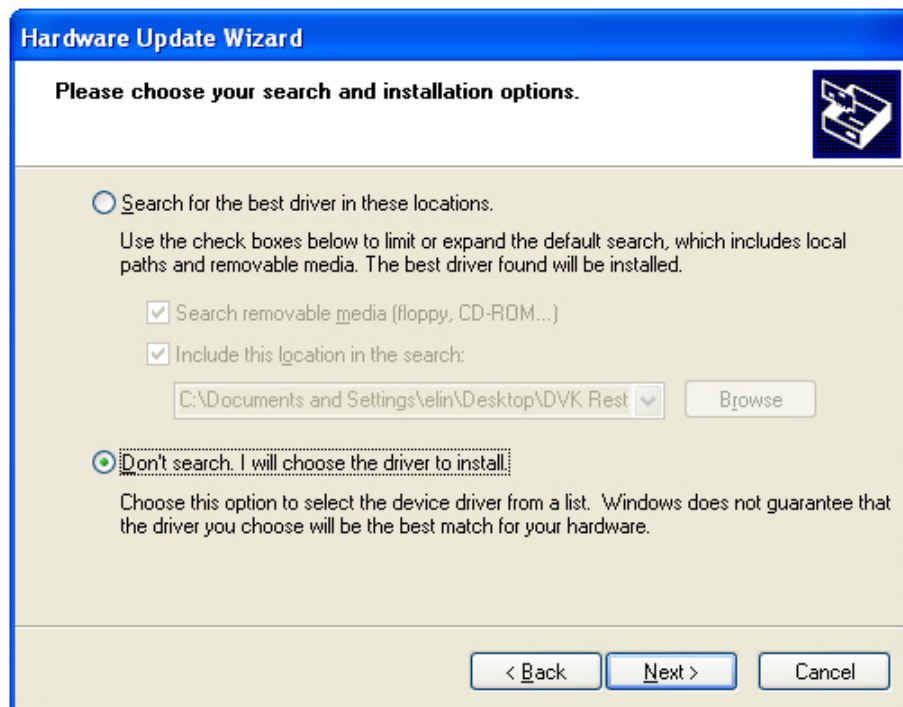 Hardware Update Wizard
Please choose your search and installation options.
Search for the best driver in these locations.
Use the check boxes below to limit or expand the default search, which includes local
paths and removable media. The best driver found will be installed.
Search removable media (floppy, CD-ROM...)
Include this location in the search:
C:\Documents and Settings\elin\Desktop\DVK Rest
Browse
Don't search. I will choose the driver to install.
Choose this option to select the device driver from a list. Windows does not guarantee that
the driver you choose will be the best match for your hardware.
< Back Next > Cancel